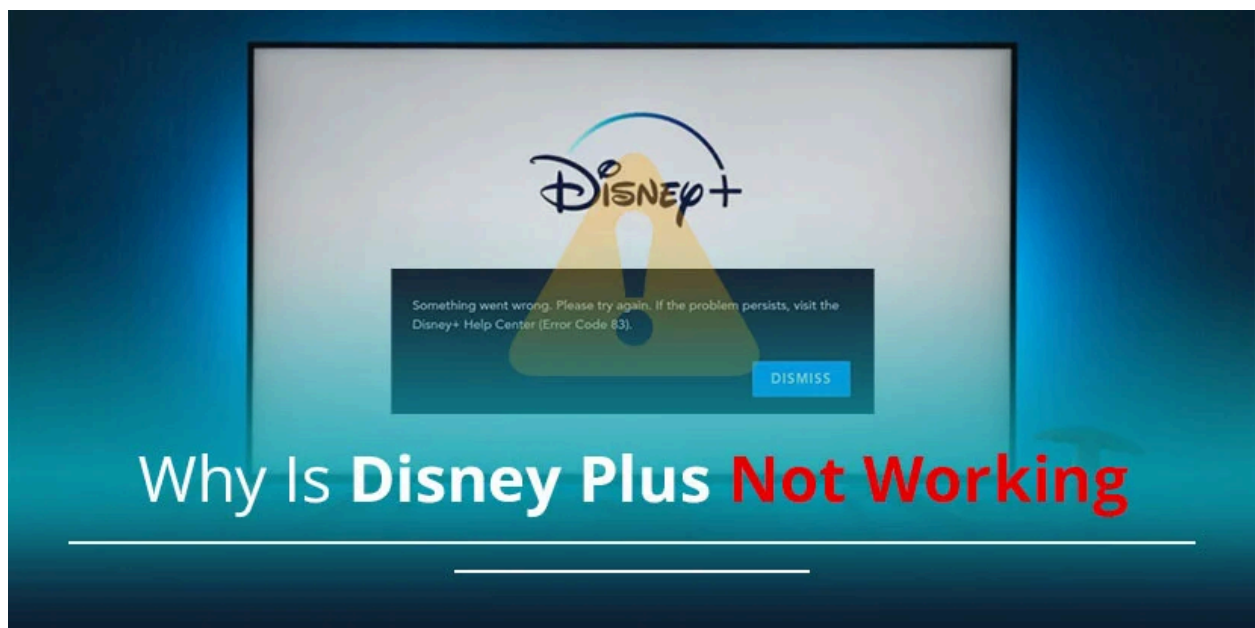 Disney+
Something went wrong. Please try again. If the problem persists, visit the
Disney+ Help Center (Error Code 83).
DISMISS
Why Is Disney Plus Not Working